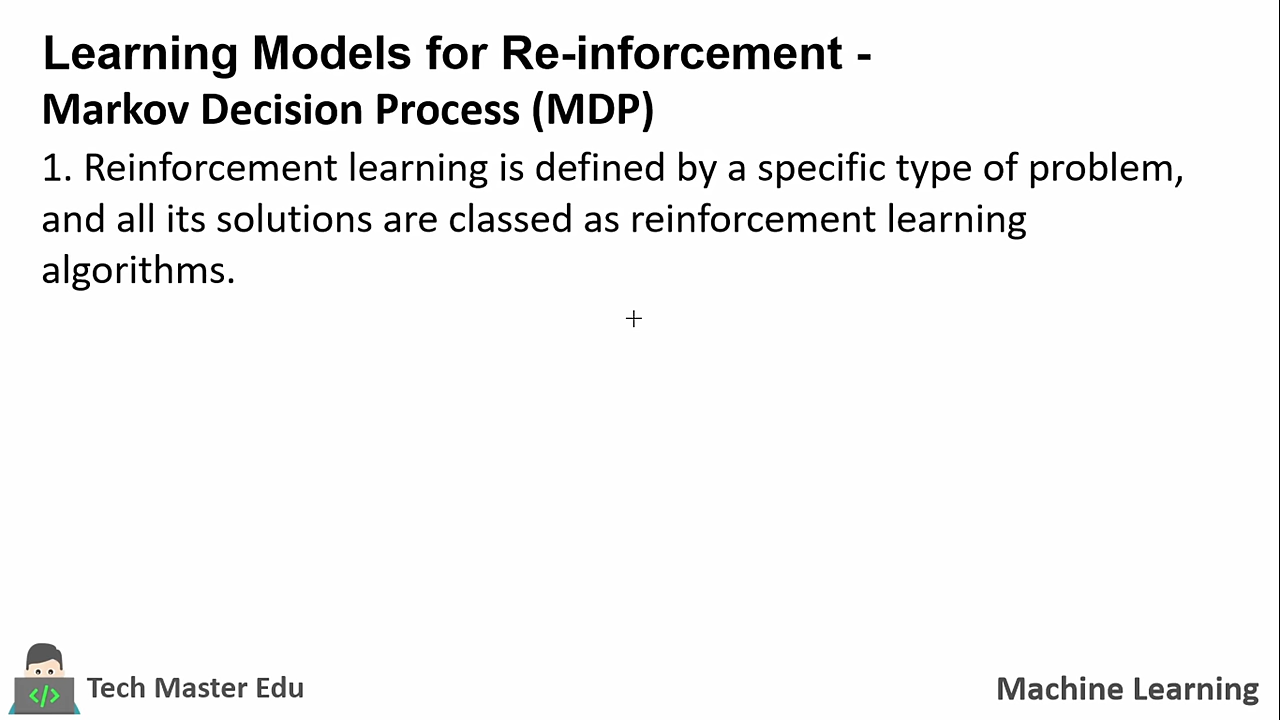 Learning Models for Re-inforcement -
Markov Decision Process (MDP)
1. Reinforcement learning is defined by a specific type of problem,
and all its solutions are classed as reinforcement learning
algorithms.
</>
Tech Master Edu
Machine Learning